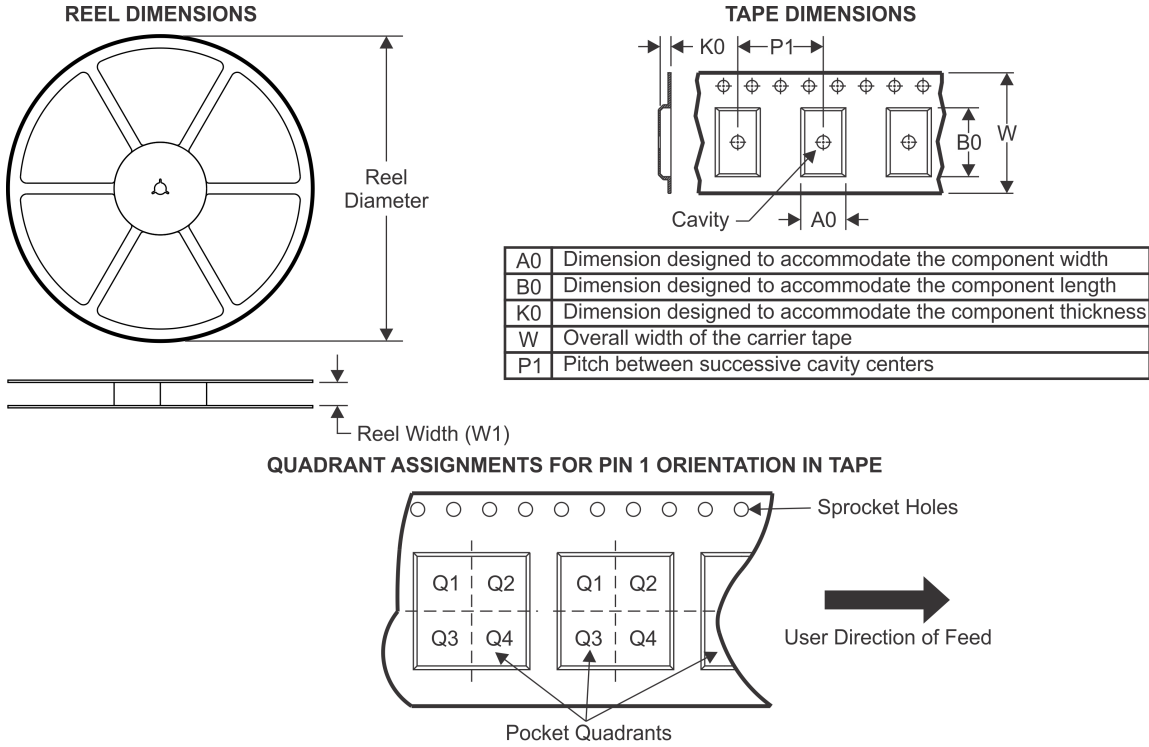 REEL DIMENSIONS
Reel
Diameter
Reel Width (W1)
TAPE DIMENSIONS
K0
P1
B0
W
Cavity
A0
A0 Dimension designed to accommodate the component width
B0 Dimension designed to accommodate the component length
K0 Dimension designed to accommodate the component thickness
W Overall width of the carrier tape
P1 Pitch between successive cavity centers
QUADRANT ASSIGNMENTS FOR PIN 1 ORIENTATION IN TAPE
Sprocket Holes
Q1 Q2 Q1 Q2
Q3 Q4 Q3 Q4
User Direction of Feed
Pocket Quadrants